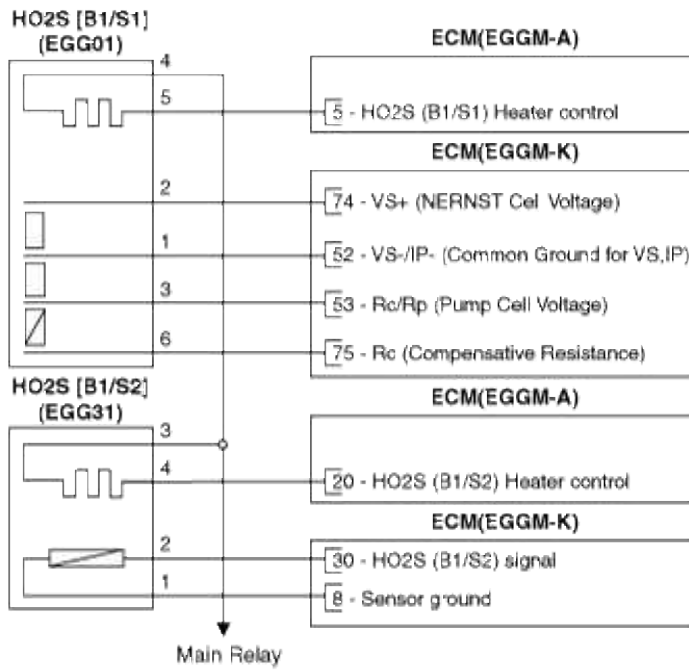 HO2S [B1/S1]
(EGG01)
ECM(EGGM-A)
4
5
5 - HO2S (B1/S1) Heater control
ECM(EGGM-K)
2
74 - VS+ (NERNST Cel Voltage)
1
52 - VS-/IP- (Common Ground for VS,IP)
3
53 - Rc/Rp (Pump Cell Voltage)
6
75 - Rc (Compensative Resistance)
HO2S [B1/S2]
(EGG31)
ECM(EGGM-A)
3
4
20 - HO2S (B1/S2) Heater control
ECM(EGGM-K)
2
30 - HO2S (B1/S2) signal
1
8 - Sensor ground
Main Relay